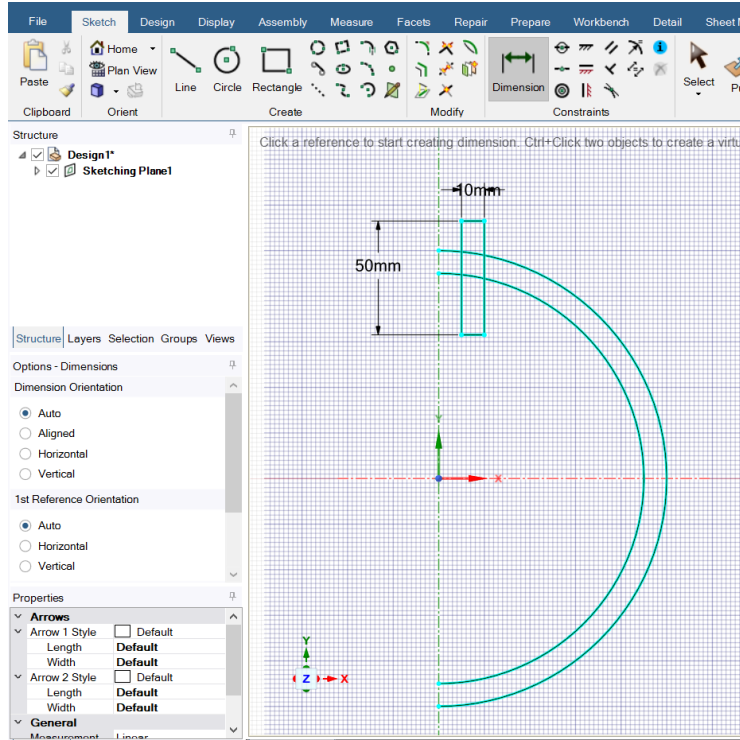 File Sketch Design Display Assembly Measure Facets Repair Prepare Workbench Detail Sheet
Paste
Home
Plan View
Line Circle Rectangle
Dimension
Select
Clipboard Orient Create Modify Constraints
Structure
Design1*
Sketching Plane1
Structure Layers Selection Groups Views
Options - Dimensions
Dimension Orientation
Auto
Aligned
Horizontal
Vertical
1st Reference Orientation
Auto
Horizontal
Vertical
Properties
Arrows
Arrow 1 Style Default
Length Default
Width Default
Arrow 2 Style Default
Length Default
Width Default
General
Measurement Linear
Click a reference to start creating dimension. Ctrl+Click two objects to create a virtu
10mm
50mm
Y
X
Y
Z X